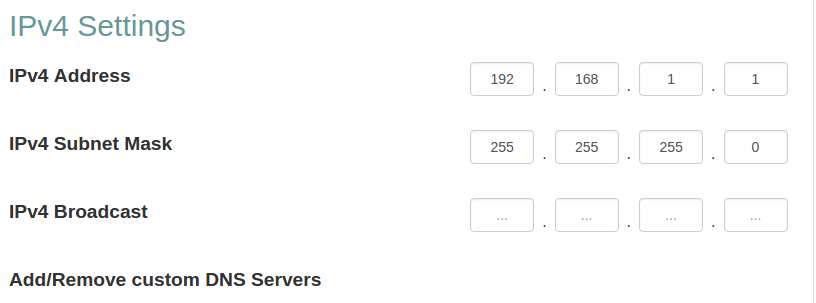 IPv4 Settings
IPv4 Address 192 . 168 . 1 . 1
IPv4 Subnet Mask 255 . 255 . 255 . 0
IPv4 Broadcast ... . ... . ... . ...
Add/Remove custom DNS Servers